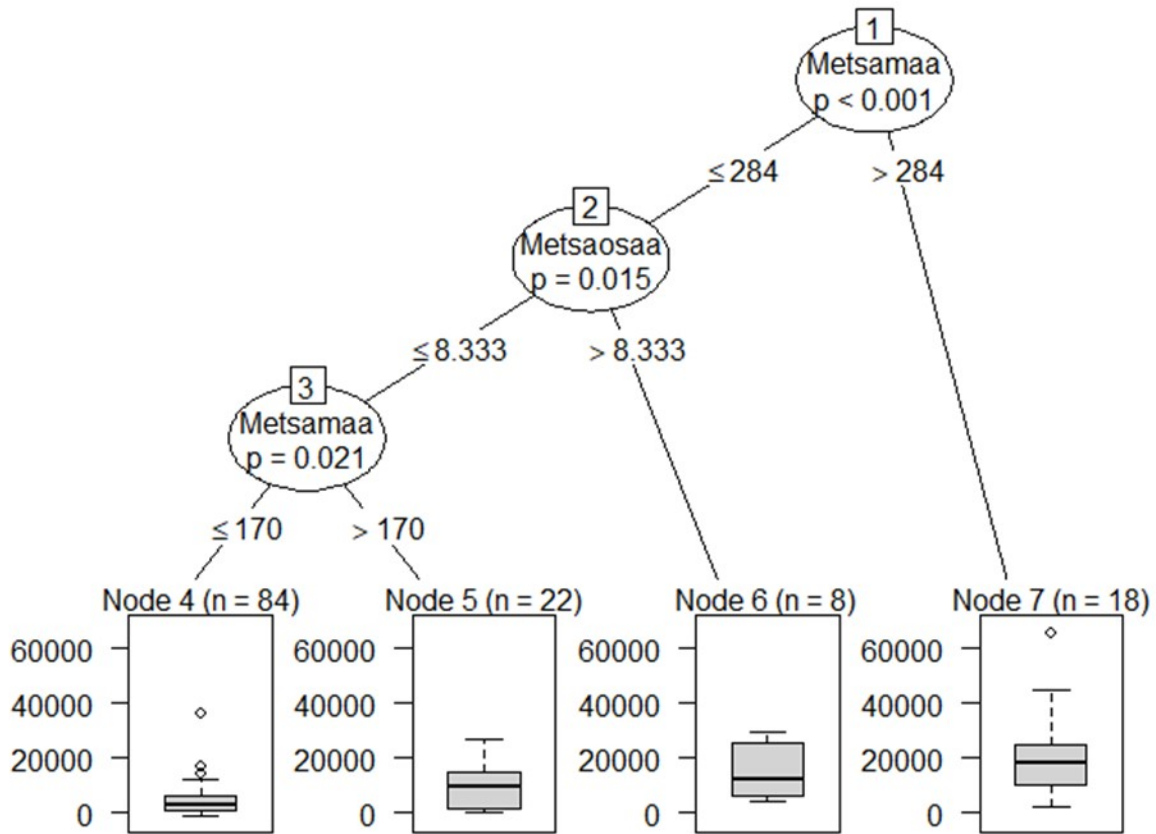 1
Metsamaa
p < 0.001
≤ 284
> 284
2
Metsaosaa
p = 0.015
≤ 8.333
> 8.333
3
Metsamaa
p = 0.021
≤ 170
> 170
Node 4 (n = 84)
Node 5 (n = 22)
Node 6 (n = 8)
Node 7 (n = 18)
60000
40000
20000
0
60000
40000
20000
0
60000
40000
20000
0
60000
40000
20000
0